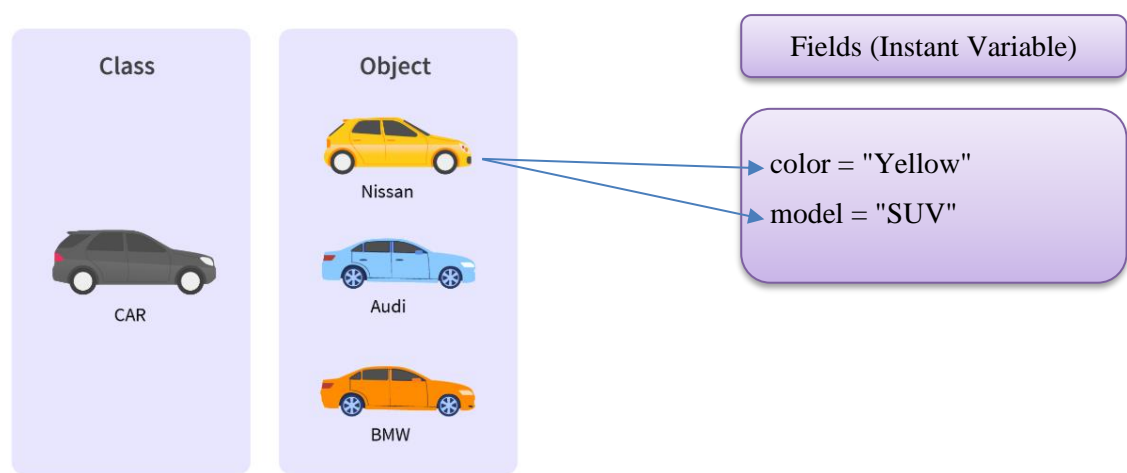 Class
CAR
Object
Nissan
Audi
BMW
Fields (Instant Variable)
color = "Yellow"
model = "SUV"